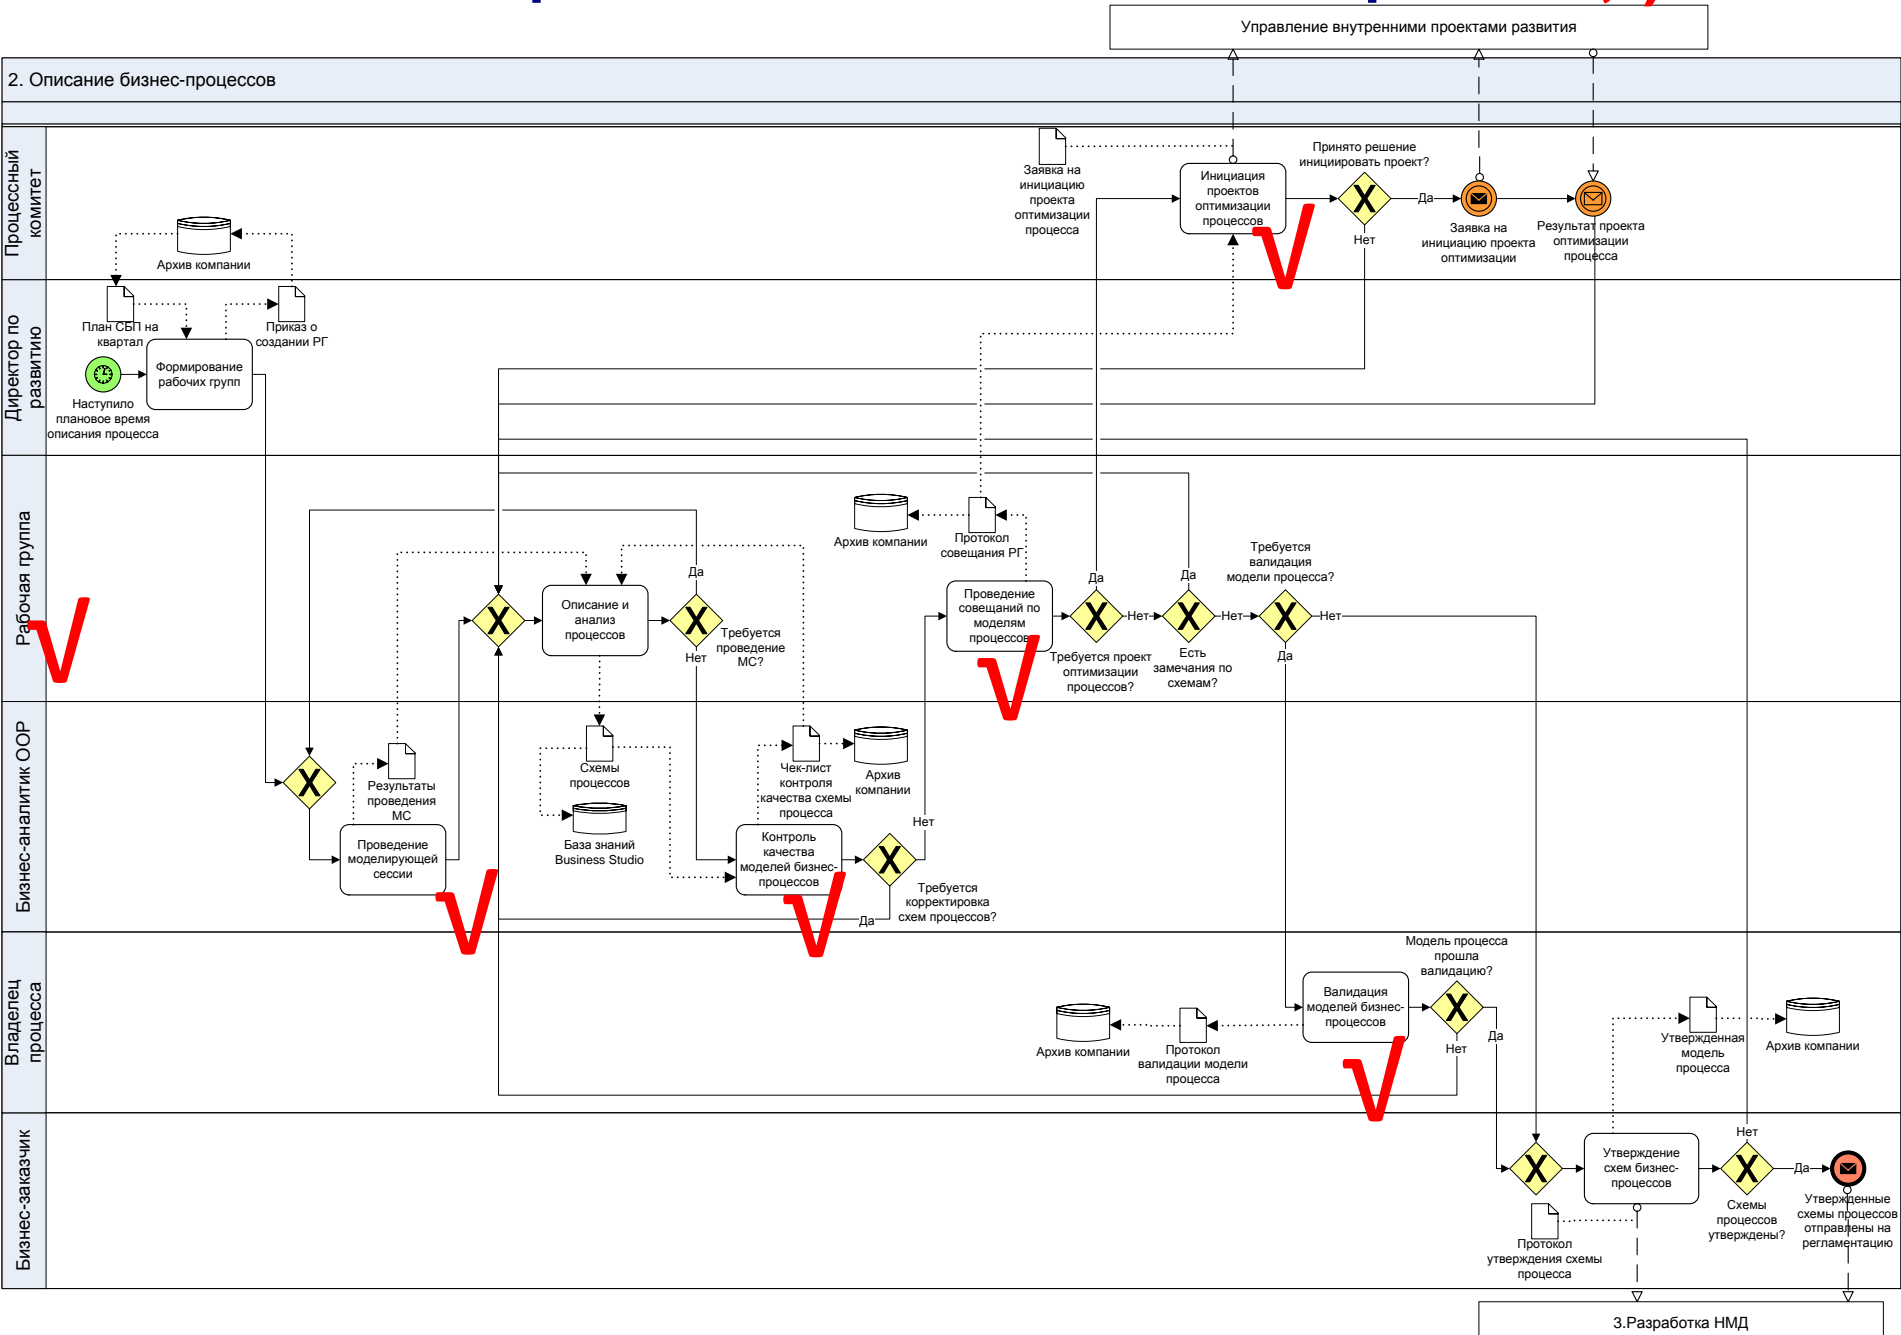 Управление внутренними проектами развития
2. Описание бизнес-процессов
Процессный
комитет
Заявка на
инициацию
проекта
оптимизации
процесса
Инициация
проектов
оптимизации
процессов
Принято решение
инициировать проект?
Да
Нет
Заявка на
инициацию проекта
оптимизации
Результат проекта
оптимизации
процесса
Архив компании
Директор по
развитию
План СБП на
квартал
Приказ о
создании РГ
Формирование
рабочих групп
Наступило
плановое время
описания процесса
Рабочая группа
Архив компании
Протокол
совещания РГ
Требуется
валидация
модели процесса?
Описание и
анализ
процессов
Да
Требуется
проведение
МС?
Нет
Проведение
совещаний по
моделям
процессов
Да
Нет
Требуется проект
оптимизации
процессов?
Да
Нет
Есть
замечания по
схемам?
Нет
Да
Бизнес-аналитик ООР
Результаты
проведения
МС
Проведение
моделирующей
сессии
Схемы
процессов
База знаний
Business Studio
Чек-лист
контроля
качества схемы
процесса
Архив
компании
Контроль
качества
моделей бизнес-
процессов
Нет
Требуется
корректировка
схем процессов?
Да
Владелец
процесса
Модель процесса
прошла
валидацию?
Валидация
моделей бизнес-
процессов
Архив компании
Протокол
валидации модели
процесса
Нет
Да
Утвержденная
модель
процесса
Архив компании
Бизнес-заказчик
Утверждение
схем бизнес-
процессов
Нет
Да
Схемы
процессов
утверждены?
Утвержденные
схемы процессов
отправлены на
регламентацию
Протокол
утверждения схемы
процесса
3.Разработка НМД